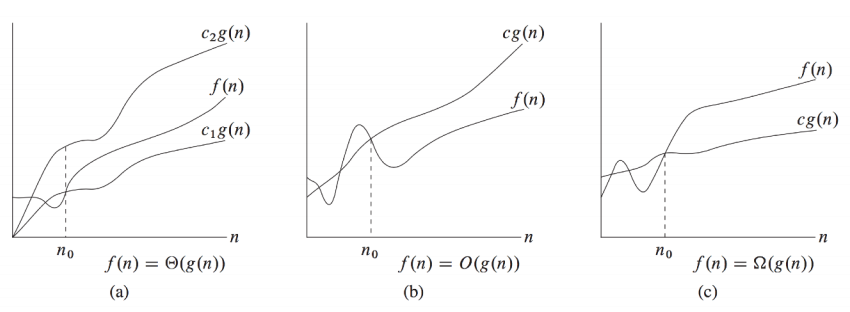 c₂g(n)
f(n)
c₁g(n)
n
n₀
f(n) = Θ(g(n))
(a)
cg(n)
f(n)
n
n₀
f(n) = O(g(n))
(b)
f(n)
cg(n)
n
n₀
f(n) = Ω(g(n))
(c)